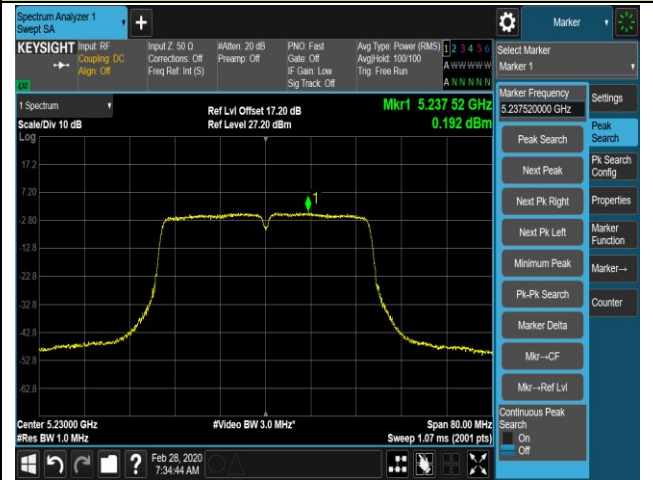 Spectrum Analyzer 1
Swept SA
Marker
KEYSIGHT
Input: RF
Coupling: DC
Align: Off
Input Z: 50 Ω
Corrections: Off
Freq Ref: Int (S)
#Atten: 20 dB
Preamp: Off
PNO: Fast
Gate: Off
IF Gain: Low
Sig Track: Off
Avg Type: Power (RMS)
Avg|Hold: 100/100
Trig: Free Run
1 2 3 4 5 6
A W W W W W
A N N N N N
Select Marker
Marker 1
1 Spectrum
Scale/Div 10 dB
Log
Ref Lvl Offset 17.20 dB
Ref Level 27.20 dBm
Mkr1 5.237 52 GHz
0.192 dBm
17.2
7.20
-2.80
-12.8
-22.8
-32.8
-42.8
-52.8
-62.8
1
Center 5.23000 GHz
#Res BW 1.0 MHz
#Video BW 3.0 MHz*
Span 80.00 MHz
Sweep 1.07 ms (2001 pts)
Marker Frequency
5.237520000 GHz
Peak Search
Next Peak
Next Pk Right
Next Pk Left
Minimum Peak
Pk-Pk Search
Marker Delta
Mkr→CF
Mkr→Ref Lvl
Continuous Peak
Search
On
Off
Settings
Peak
Search
Pk Search
Config
Properties
Marker
Function
Marker→
Counter
?
Feb 28, 2020
7:34:44 AM